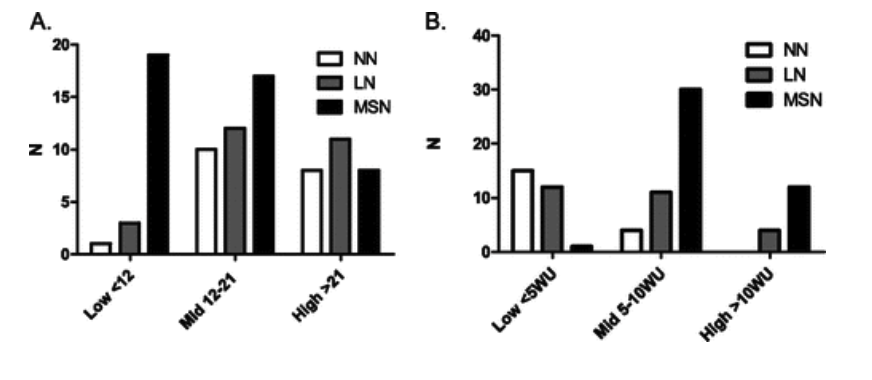 A.
20
15
10
5
0
N
NN
LN
MSN
Low <12
Mid 12-21
High >21
B.
40
30
20
10
0
N
NN
LN
MSN
Low <5WU
Mid 5-10WU
High >10WU